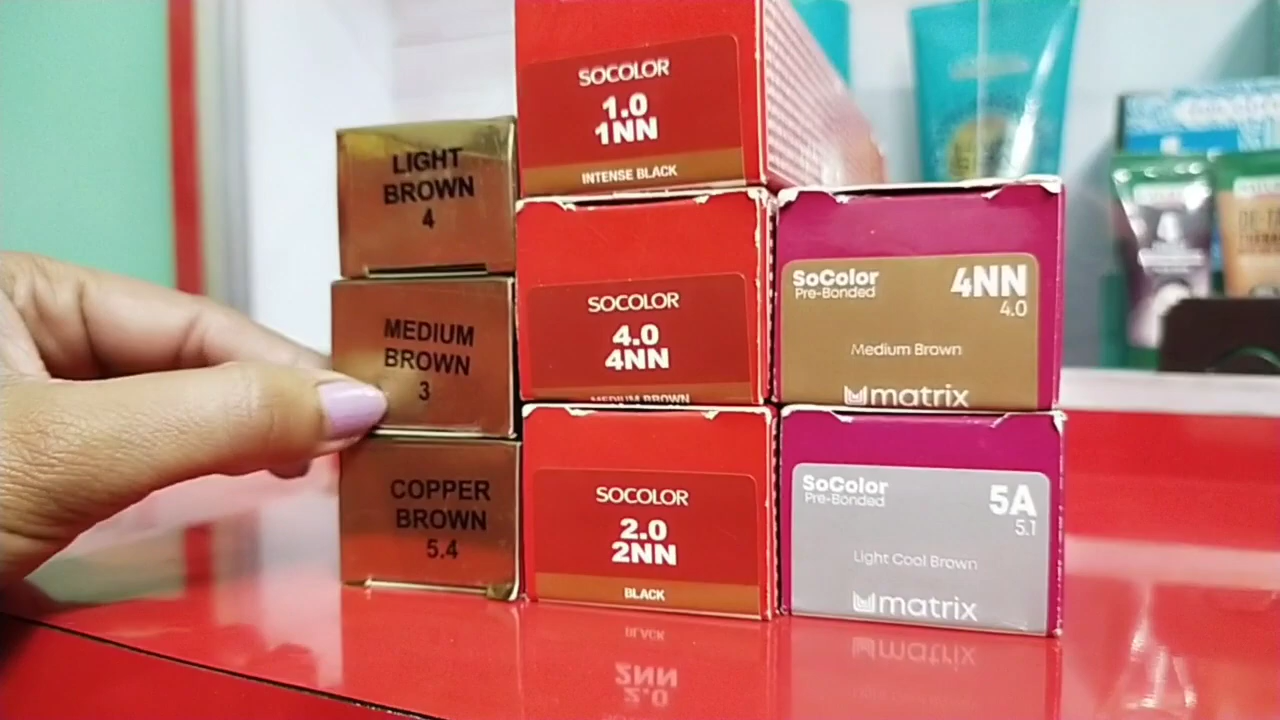 LIGHT
BROWN
4
MEDIUM
BROWN
3
COPPER
BROWN
5.4
SOCOLOR
1.0
1NN
INTENSE BLACK
SOCOLOR
4.0
4NN
MEDIUM BROWN
SOCOLOR
2.0
2NN
BLACK
SoColor
Pre-Bonded
4NN
4.0
Medium Brown
matrix
SoColor
Pre-Bonded
5A
5.1
Light Cool Brown
matrix